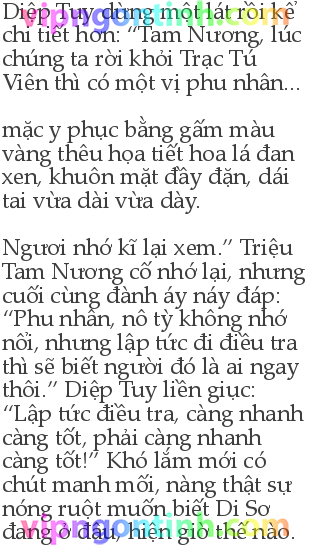 Diệp Tuy dừng một lát rồi kể
chi tiết hơn: “Tam Nương, lúc
chúng ta rời khỏi Trạc Tú
Viên thì có một vị phu nhân...
mặc y phục bằng gấm màu
vàng thêu họa tiết hoa lá đan
xen, khuôn mặt đầy đặn, dái
tai vừa dài vừa dày.
Ngươi nhớ kĩ lại xem.” Triệu
Tam Nương cố nhớ lại, nhưng
cuối cùng đành áy náy đáp:
“Phu nhân, nô tỳ không nhớ
nổi, nhưng lập tức đi điều tra
thì sẽ biết người đó là ai ngay
thôi.” Diệp Tuy liền giục:
“Lập tức điều tra, càng nhanh
càng tốt, phải càng nhanh
càng tốt!” Khó lắm mới có
chút manh mối, nàng thật sự
nóng ruột muốn biết Di Sơ
đang ở đâu, hiện giờ thế nào.
vipngontinh.com
vipngontinh.com